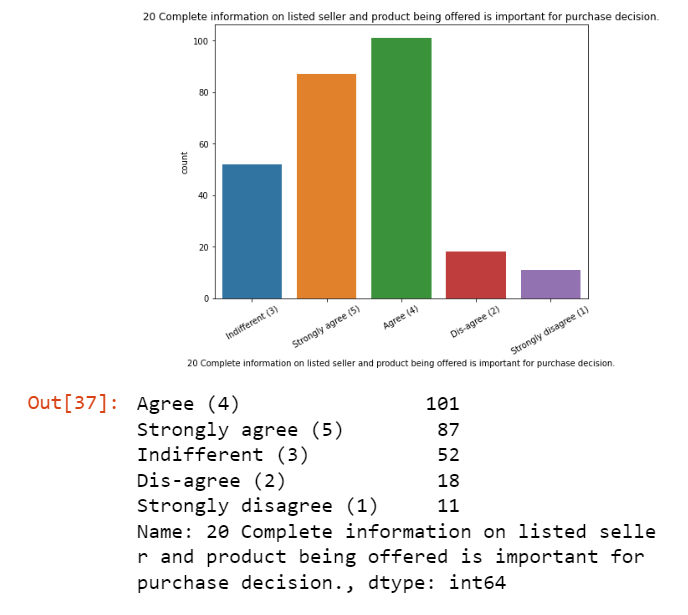 20 Complete information on listed seller and product being offered is important for purchase decision.
100
80
60
40
20
0
count
Indifferent (3)
Strongly agree (5)
Agree (4)
Dis-agree (2)
Strongly disagree (1)
20 Complete information on listed seller and product being offered is important for purchase decision.
Out[37]: Agree (4) 101
Strongly agree (5) 87
Indifferent (3) 52
Dis-agree (2) 18
Strongly disagree (1) 11
Name: 20 Complete information on listed selle
r and product being offered is important for
purchase decision., dtype: int64